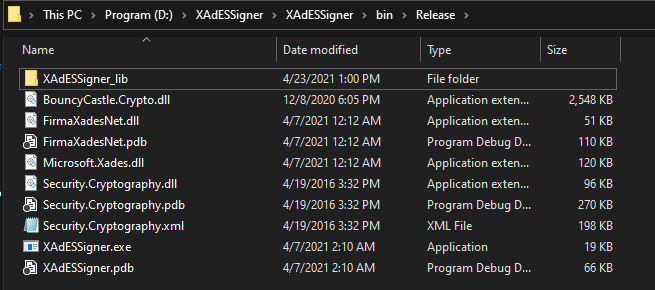 This PC > Program (D:) > XAdESSigner > XAdESSigner > bin > Release >
Name Date modified Type Size
XAdESSigner_lib 4/23/2021 1:00 PM File folder
BouncyCastle.Crypto.dll 12/8/2020 6:05 PM Application exten... 2,548 KB
FirmaXadesNet.dll 4/7/2021 12:12 AM Application exten... 51 KB
FirmaXadesNet.pdb 4/7/2021 12:12 AM Program Debug D... 110 KB
Microsoft.Xades.dll 4/7/2021 12:12 AM Application exten... 120 KB
Security.Cryptography.dll 4/19/2016 3:32 PM Application exten... 96 KB
Security.Cryptography.pdb 4/19/2016 3:32 PM Program Debug D... 270 KB
Security.Cryptography.xml 4/19/2016 3:32 PM XML File 198 KB
XAdESSigner.exe 4/7/2021 2:10 AM Application 19 KB
XAdESSigner.pdb 4/7/2021 2:10 AM Program Debug D... 66 KB